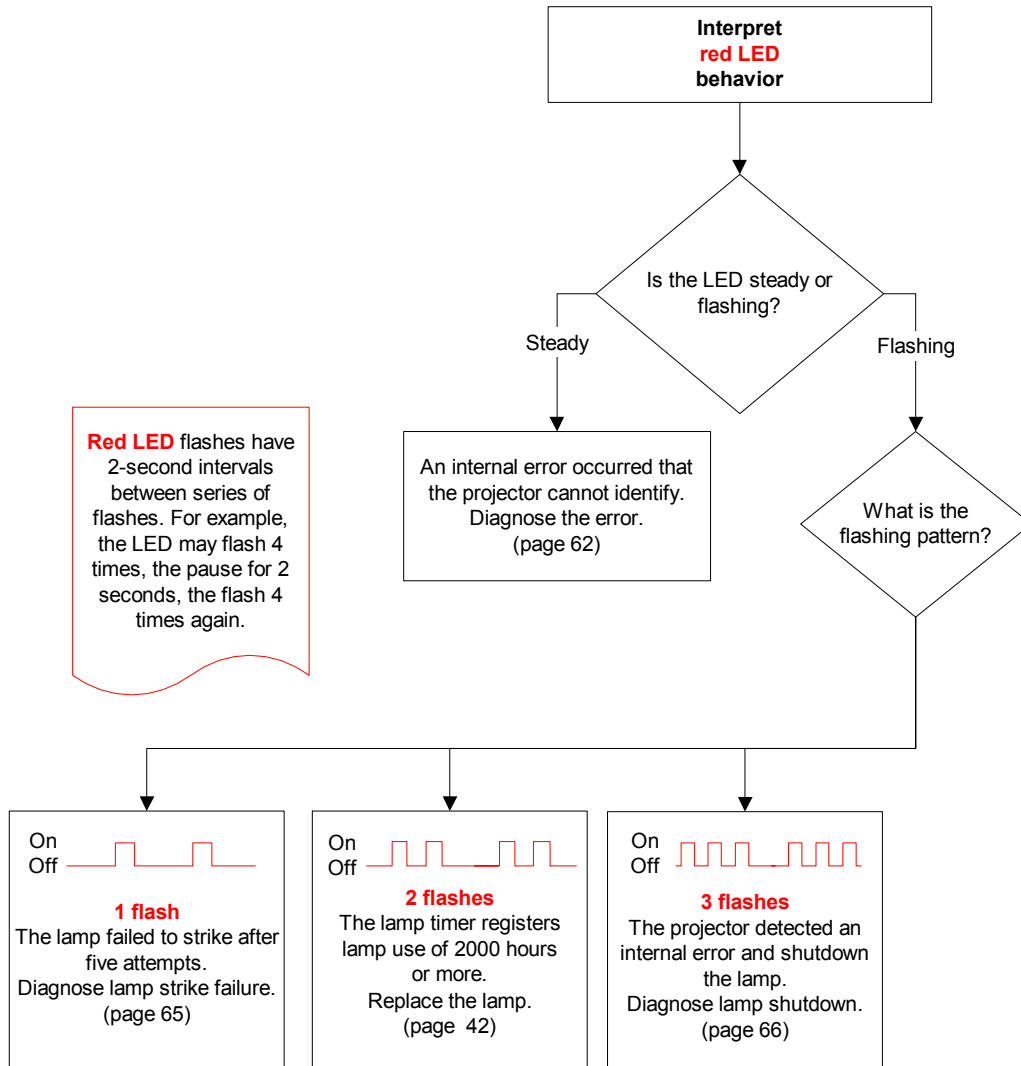 Interpret
red LED
behavior
Is the LED steady or
flashing?
Steady
Flashing
Red LED flashes have
2-second intervals
between series of
flashes. For example,
the LED may flash 4
times, the pause for 2
seconds, the flash 4
times again.
An internal error occurred that
the projector cannot identify.
Diagnose the error.
(page 62)
What is the
flashing pattern?
On
Off
1 flash
The lamp failed to strike after
five attempts.
Diagnose lamp strike failure.
(page 65)
On
Off
2 flashes
The lamp timer registers
lamp use of 2000 hours
or more.
Replace the lamp.
(page 42)
On
Off
3 flashes
The projector detected an
internal error and shutdown
the lamp.
Diagnose lamp shutdown.
(page 66)